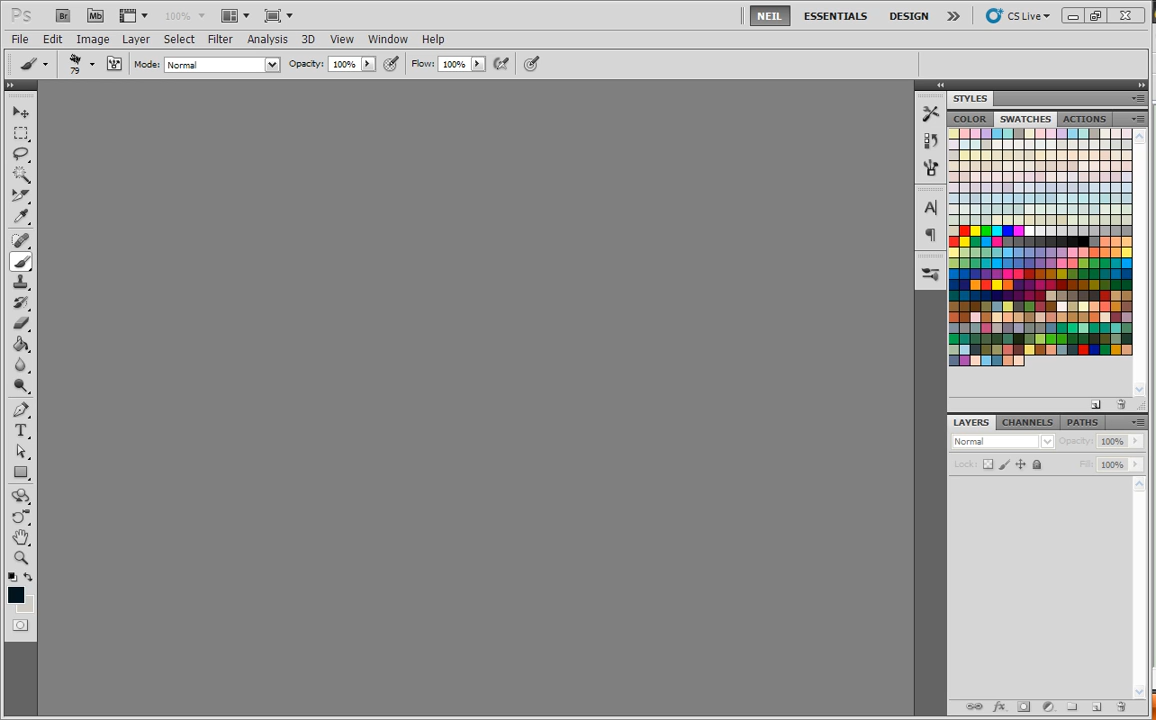 Ps Br Mb 100% NEIL ESSENTIALS DESIGN CS Live
File Edit Image Layer Select Filter Analysis 3D View Window Help
79 Mode: Normal Opacity: 100% Flow: 100%
STYLES
COLOR SWATCHES ACTIONS
LAYERS CHANNELS PATHS
Normal Opacity: 100%
Lock: Fill: 100%